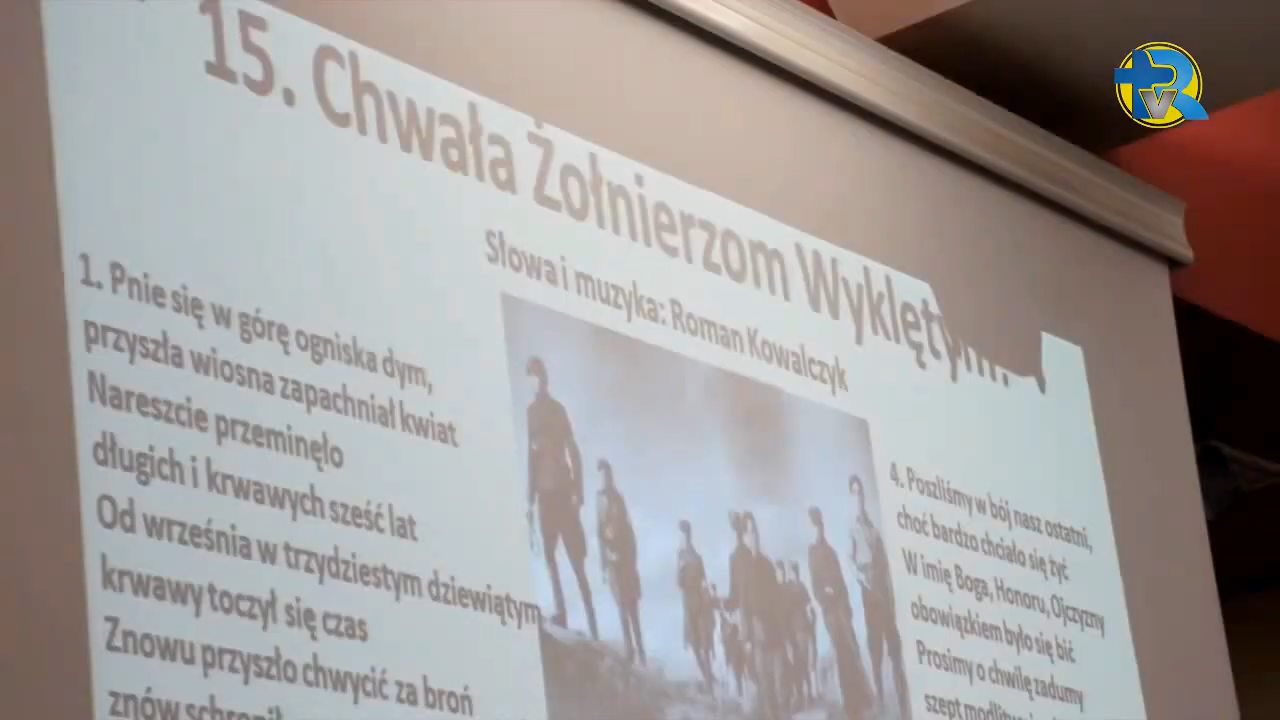 15. Chwała Żołnierzom Wyklętym!
Słowa i muzyka: Roman Kowalczyk
1. Pnie się w górę ogniska dym,
przyszła wiosna zapachniał kwiat
Nareszcie przeminęło
długich i krwawych sześć lat
Od września w trzydziestym dziewiątym
krwawy toczył się czas
Znowu przyszło chwycić za broń
znów
4. Poszliśmy w bój nasz ostatni,
choć bardzo chciało się żyć
W imię Boga, Honoru, Ojczyzny
obowiązkiem było się bić
Prosimy o chwilę zadumy
szept
TVR